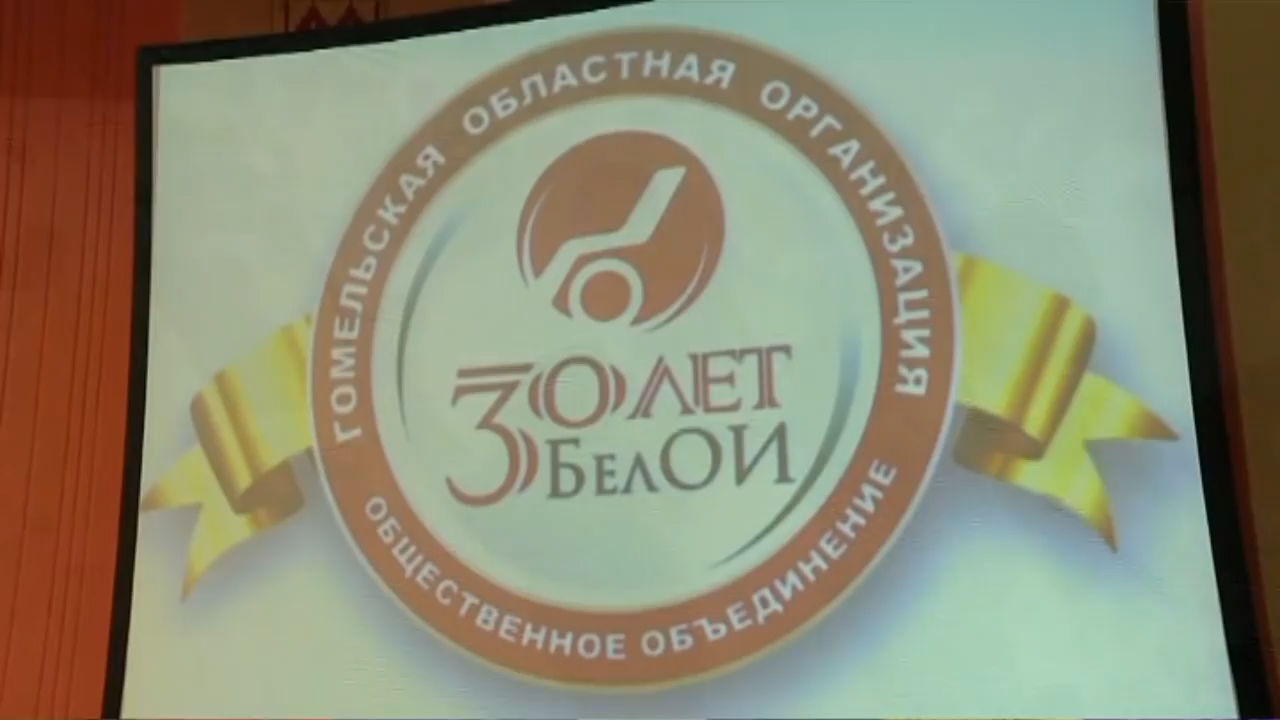 ГОМЕЛЬСКАЯ ОБЛАСТНАЯ ОРГАНИЗАЦИЯ
30 ЛЕТ
БелОИ
ОБЩЕСТВЕННОЕ ОБЪЕДИНЕНИЕ